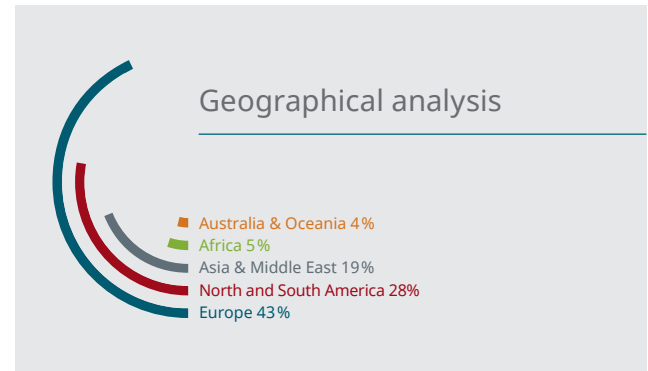 Geographical analysis
Australia & Oceania 4%
Africa 5%
Asia & Middle East 19%
North and South America 28%
Europe 43%